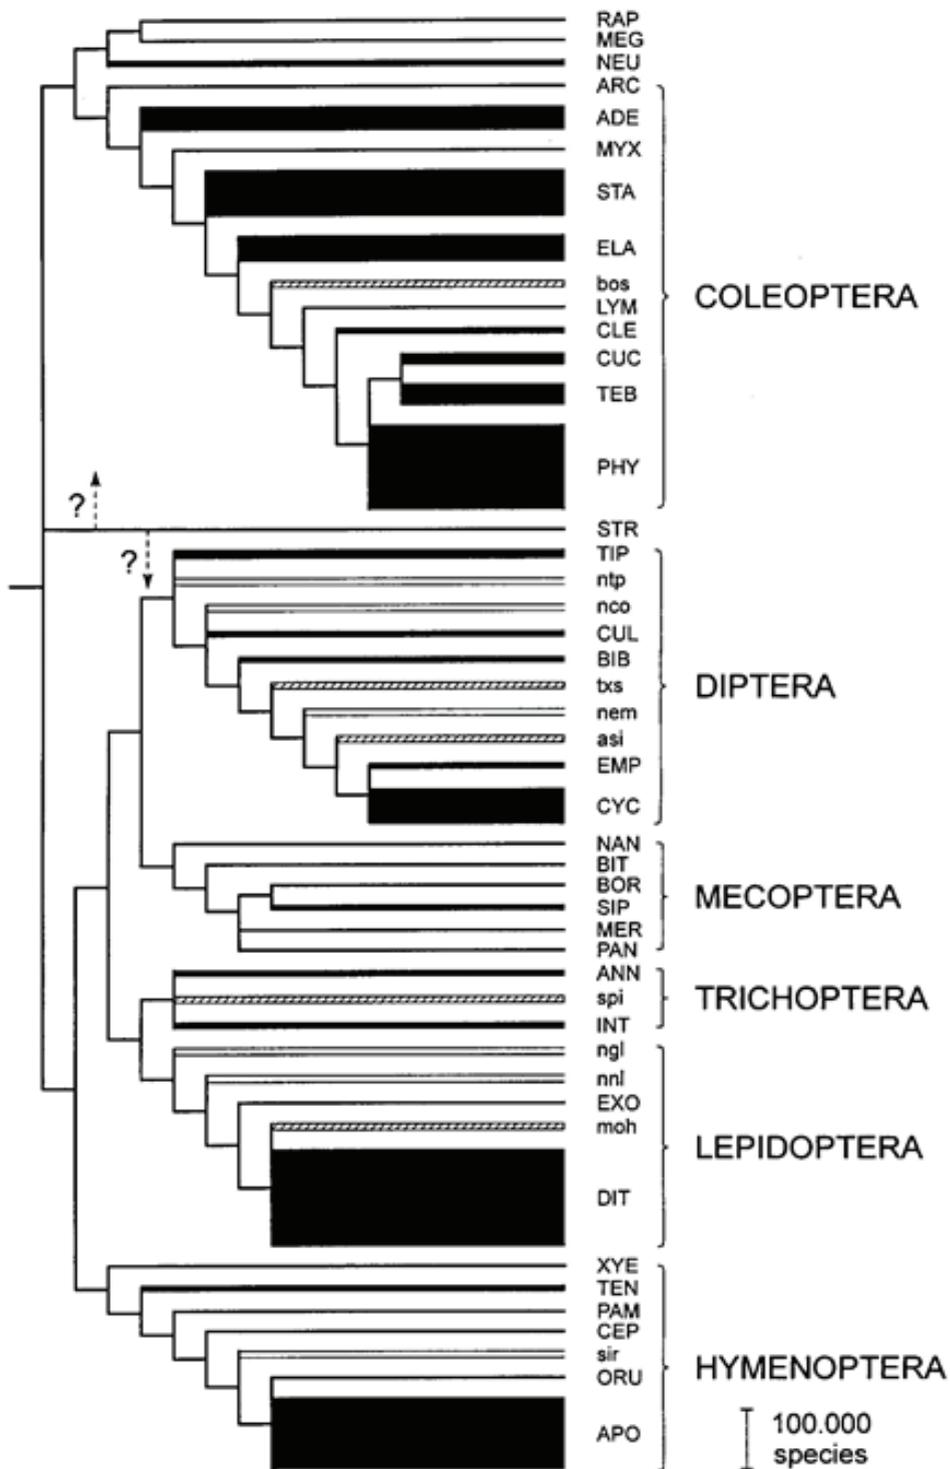 RAP
MEG
NEU
ARC
ADE
MYX
STA
ELA
bos
COLEOPTERA
LYM
CLE
CUC
TEB
PHY
?
STR
?
TIP
ntp
nco
CUL
BIB
txs
DIPTERA
nem
asi
EMP
CYC
NAN
BIT
BOR
MECOPTERA
SIP
MER
PAN
ANN
spi
TRICHOPTERA
INT
ngl
nnl
EXO
moh
LEPIDOPTERA
DIT
XYE
TEN
PAM
CEP
sir
HYMENOPTERA
ORU
APO
100.000
species